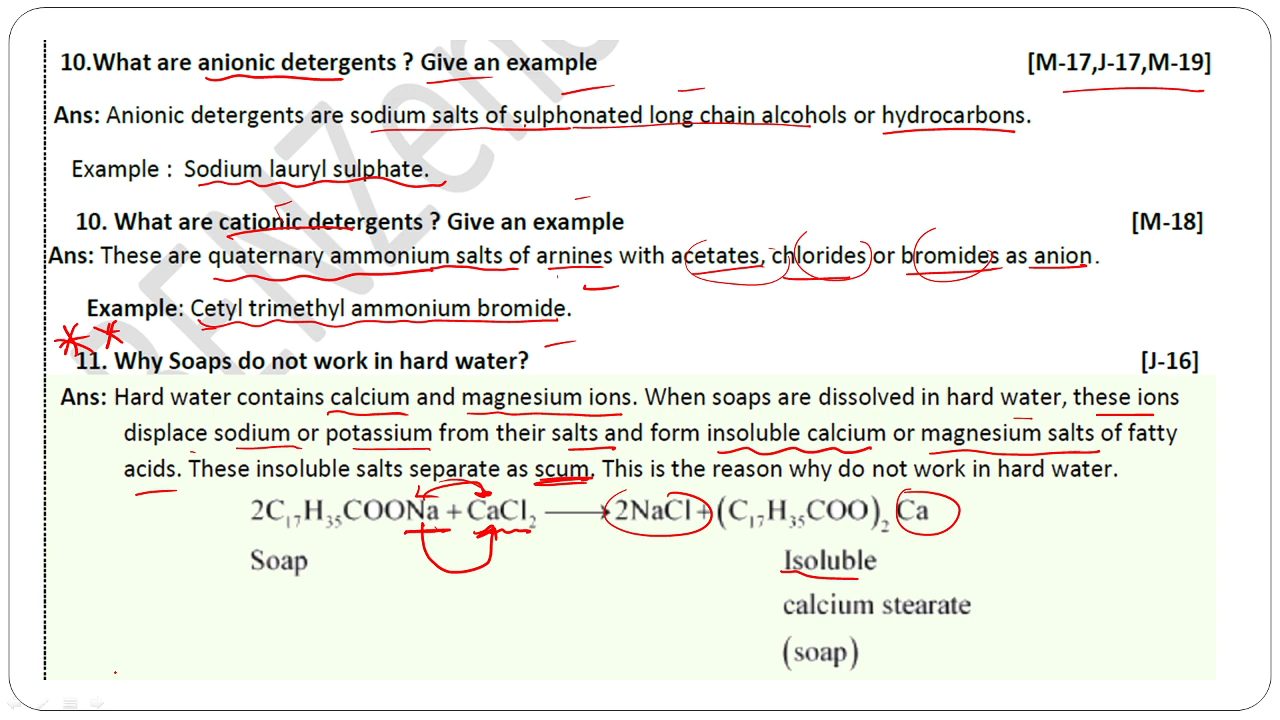 10.What are anionic detergents ? Give an example [M-17,J-17,M-19]
Ans: Anionic detergents are sodium salts of sulphonated long chain alcohols or hydrocarbons.
Example : Sodium lauryl sulphate.
10. What are cationic detergents ? Give an example [M-18]
Ans: These are quaternary ammonium salts of arnines with acetates, chlorides or bromides as anion.
Example: Cetyl trimethyl ammonium bromide.
11. Why Soaps do not work in hard water? [J-16]
Ans: Hard water contains calcium and magnesium ions. When soaps are dissolved in hard water, these ions
displace sodium or potassium from their salts and form insoluble calcium or magnesium salts of fatty
acids. These insoluble salts separate as scum. This is the reason why do not work in hard water.
2C₁₇H₃₅COONa + CaCl₂ ⟶ 2NaCl + (C₁₇H₃₅COO)₂ Ca
Soap Isoluble
calcium stearate
(soap)